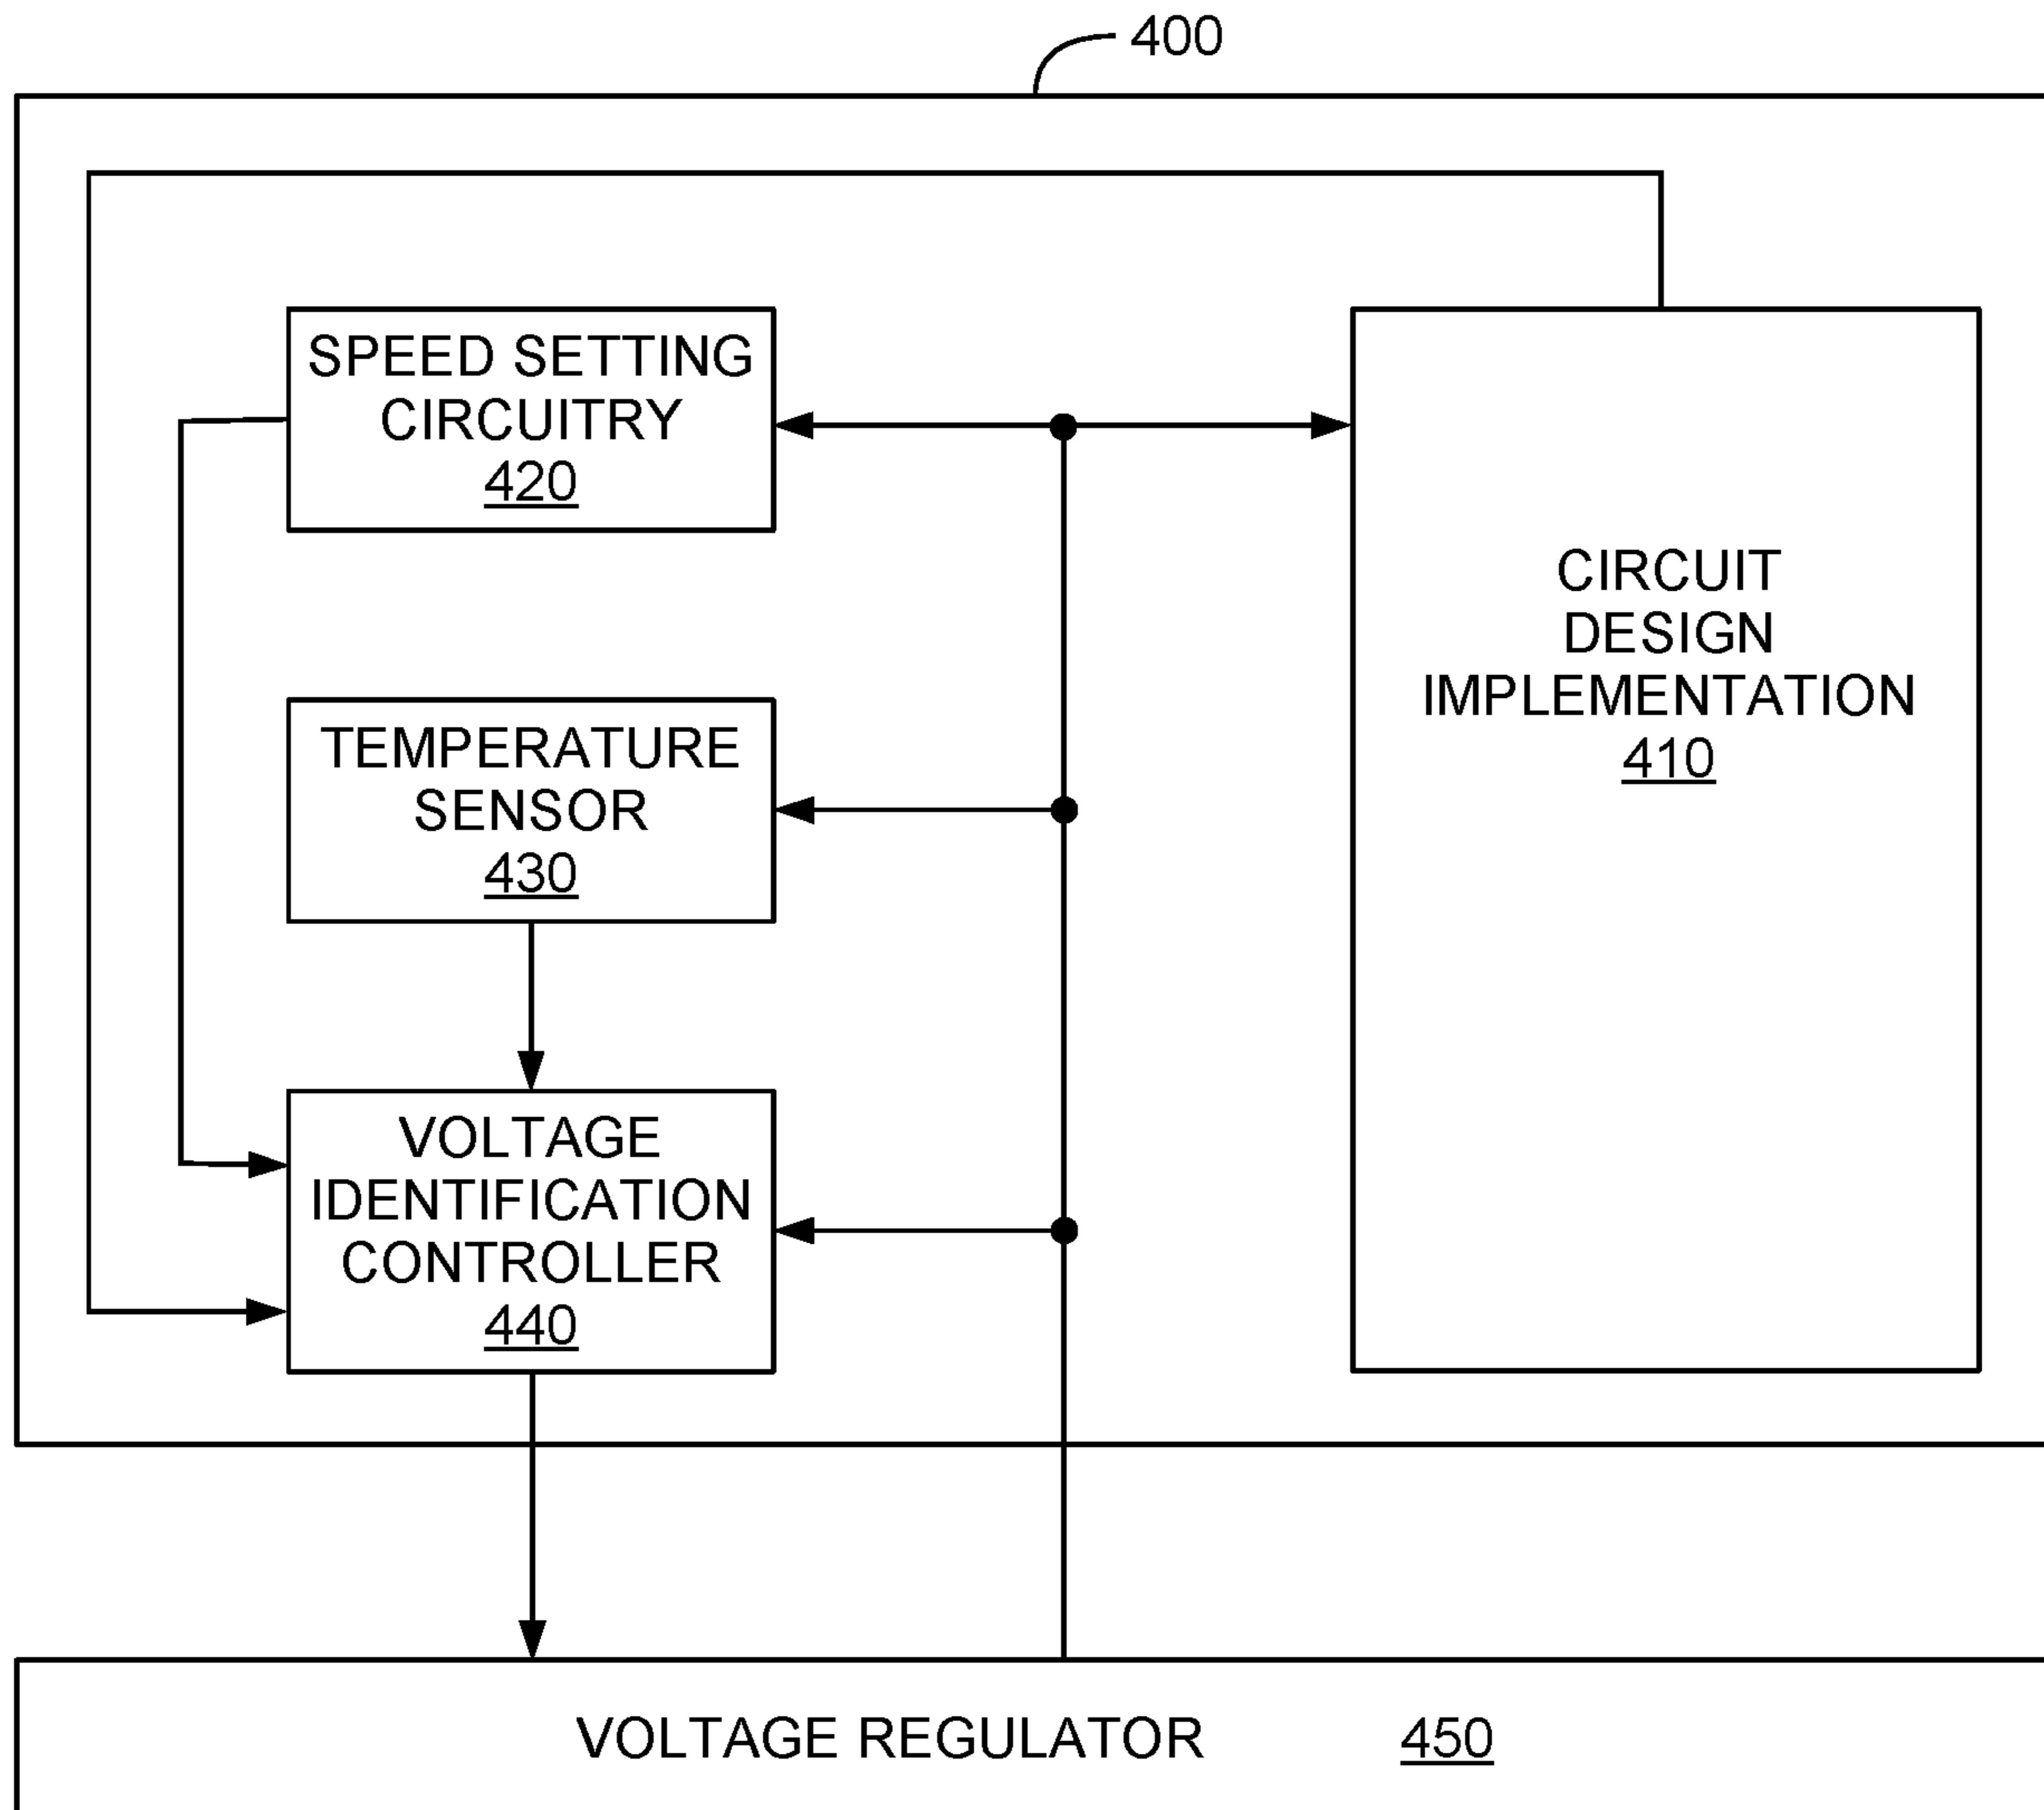 400
SPEED SETTING
CIRCUITRY
420
TEMPERATURE
SENSOR
430
VOLTAGE
IDENTIFICATION
CONTROLLER
440
CIRCUIT
DESIGN
IMPLEMENTATION
410
VOLTAGE REGULATOR 450